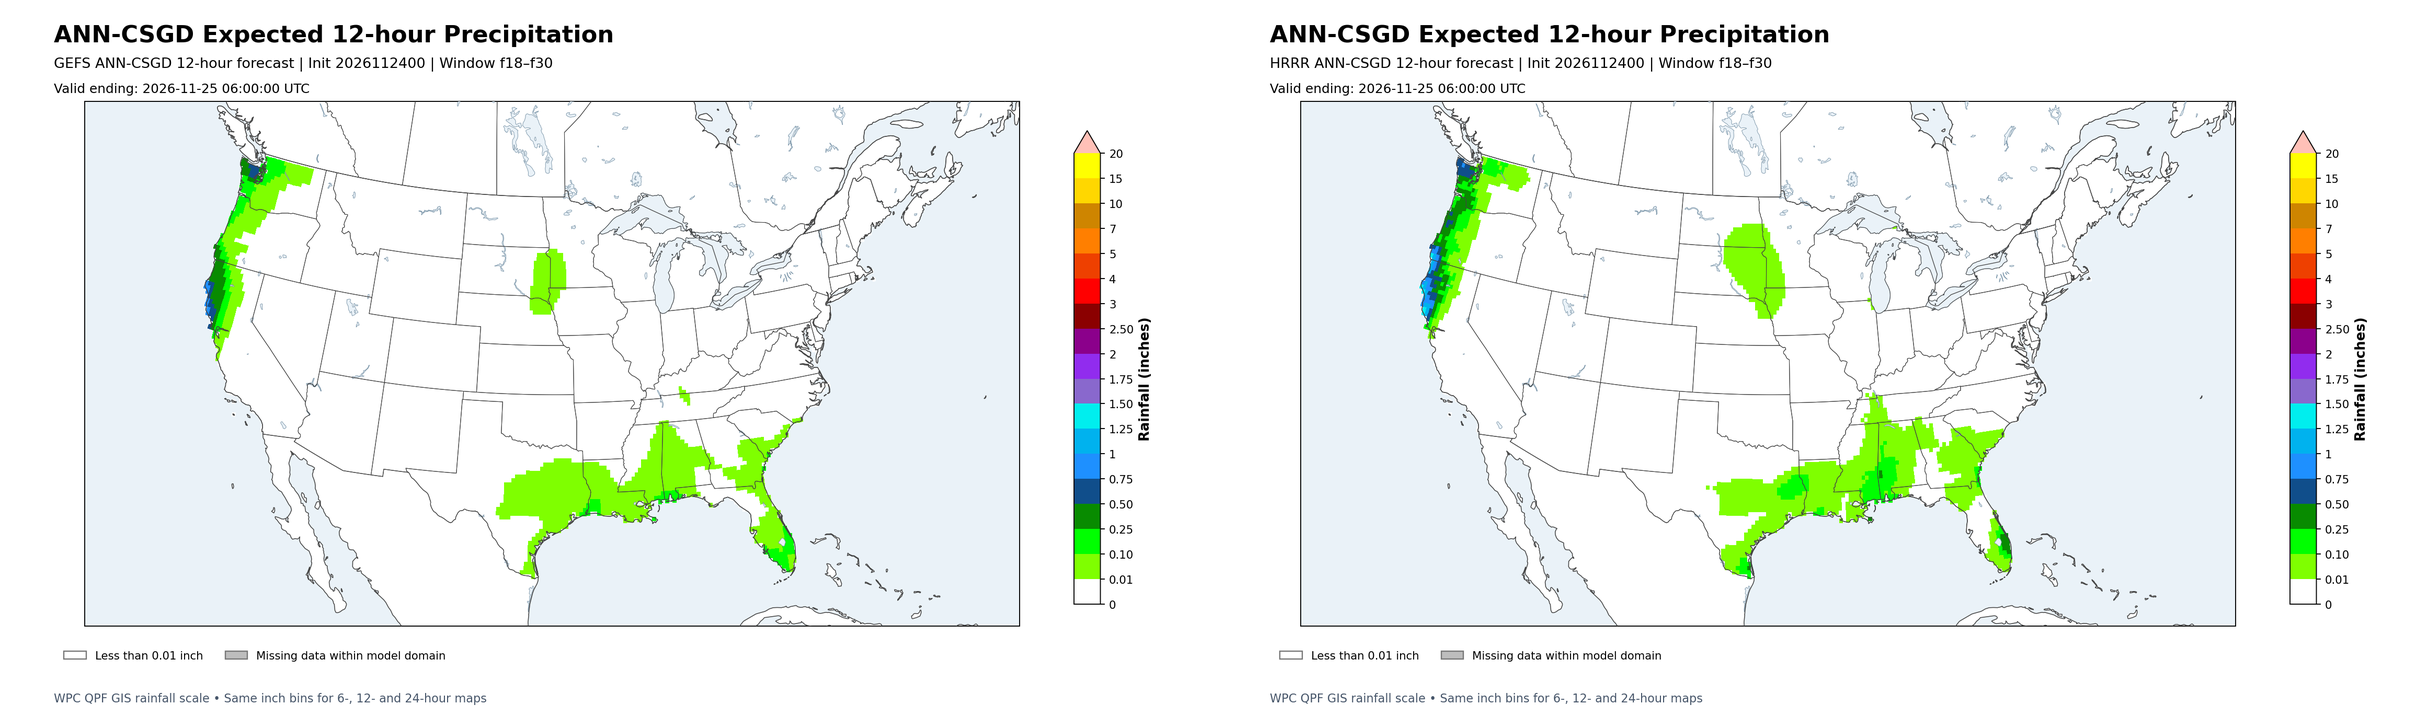 ANN-CSGD Expected 12-hour Precipitation
GEFS ANN-CSGD 12-hour forecast | Init 2026112400 | Window f18–f30
Valid ending: 2026-11-25 06:00:00 UTC
20
15
10
7
5
4
3
2.50
2
1.75
1.50
1.25
1
0.75
0.50
0.25
0.10
0.01
0
Rainfall (inches)
Less than 0.01 inch
Missing data within model domain
WPC QPF GIS rainfall scale • Same inch bins for 6-, 12- and 24-hour maps
ANN-CSGD Expected 12-hour Precipitation
HRRR ANN-CSGD 12-hour forecast | Init 2026112400 | Window f18–f30
Valid ending: 2026-11-25 06:00:00 UTC
20
15
10
7
5
4
3
2.50
2
1.75
1.50
1.25
1
0.75
0.50
0.25
0.10
0.01
0
Rainfall (inches)
Less than 0.01 inch
Missing data within model domain
WPC QPF GIS rainfall scale • Same inch bins for 6-, 12- and 24-hour maps